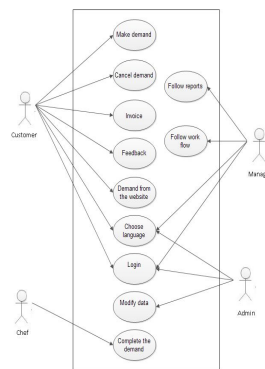 Make demand
Cancel demand
Follow reports
Invoice
Customer
Follow work
flow
Feedback
Manag
Demand from
the website
Choose
language
Login
Modify data
Admin
Chef
Complete the
demand